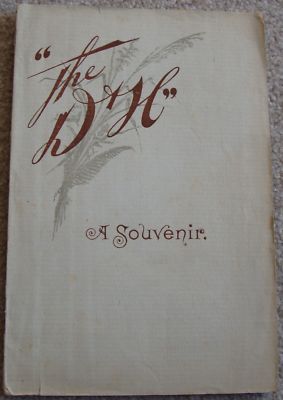 "The
D & H"
A Souvenir.